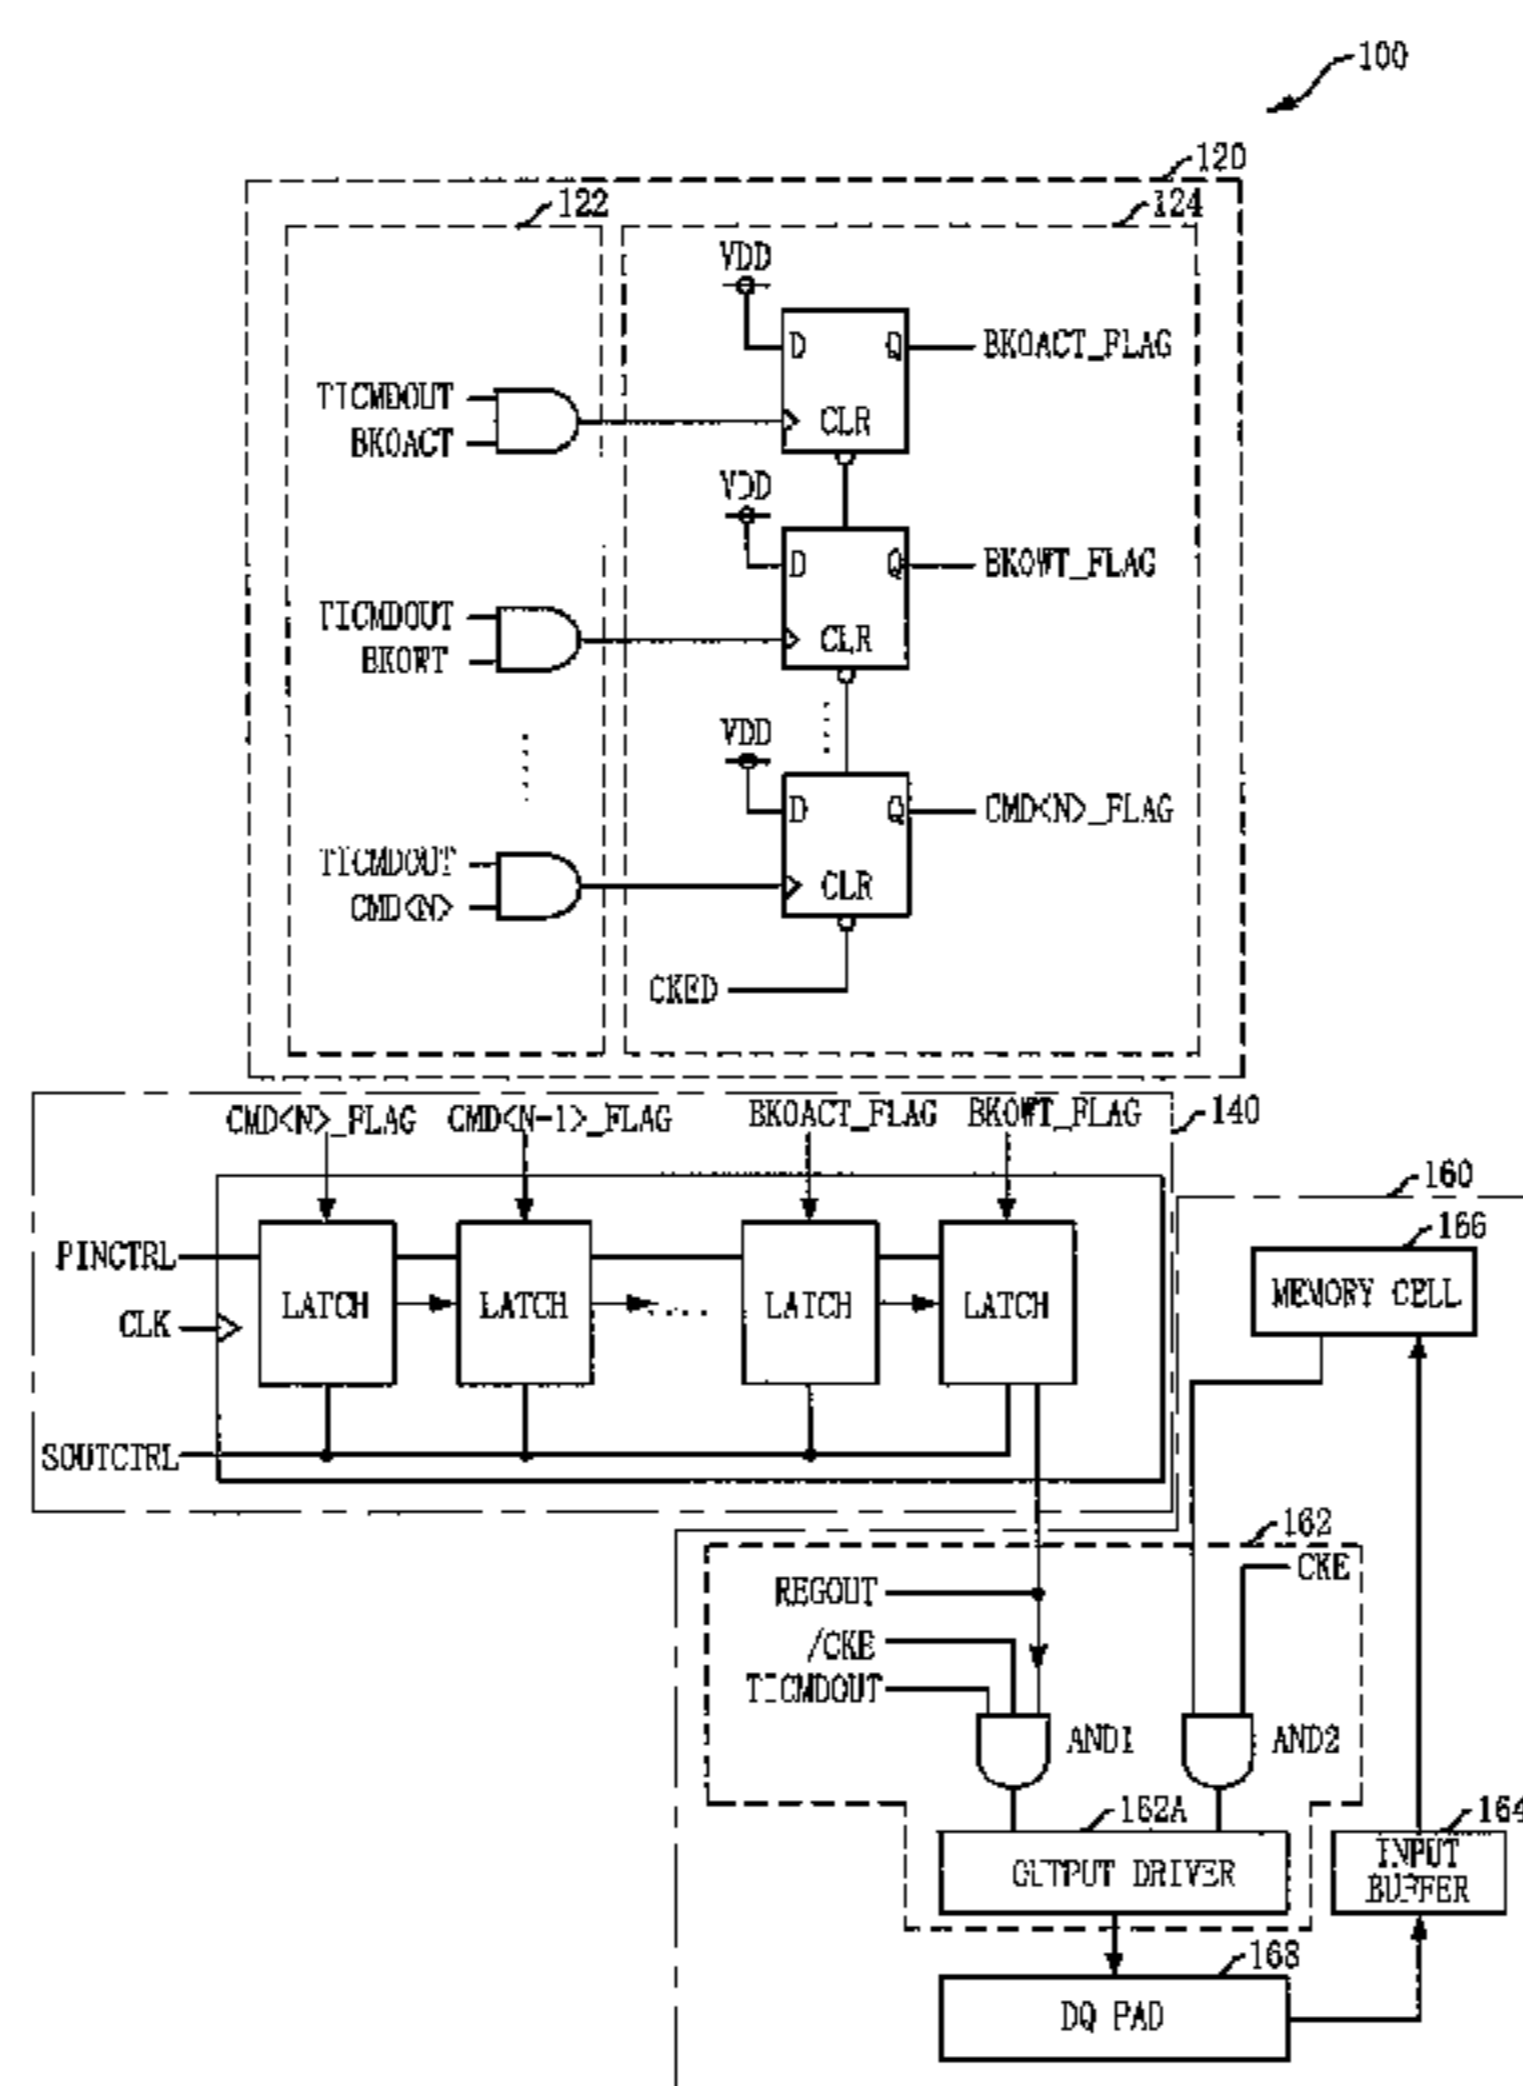 100
120
122
124
VDD
D Q
BK0ACT_FLAG
TICMDOUT
BK0ACT
CLR
VDD
D Q
BK0WT_FLAG
TICMDOUT
BK0WT
CLR
VDD
D Q
CMD<N>_FLAG
TICMDOUT
CMD<N>
CLR
CKED
CMD<N>_FLAG CMD<N-1>_FLAG BK0ACT_FLAG BK0WT_FLAG
140
160
166
PINCTRL
LATCH LATCH .... LATCH LATCH
MEMORY CELL
CLK
SOUTCTRL
162
CKE
REGOUT
/CKE
TICMDOUT
AND1
AND2
162A
164
OUTPUT DRIVER
INPUT
BUFFER
168
DQ PAD